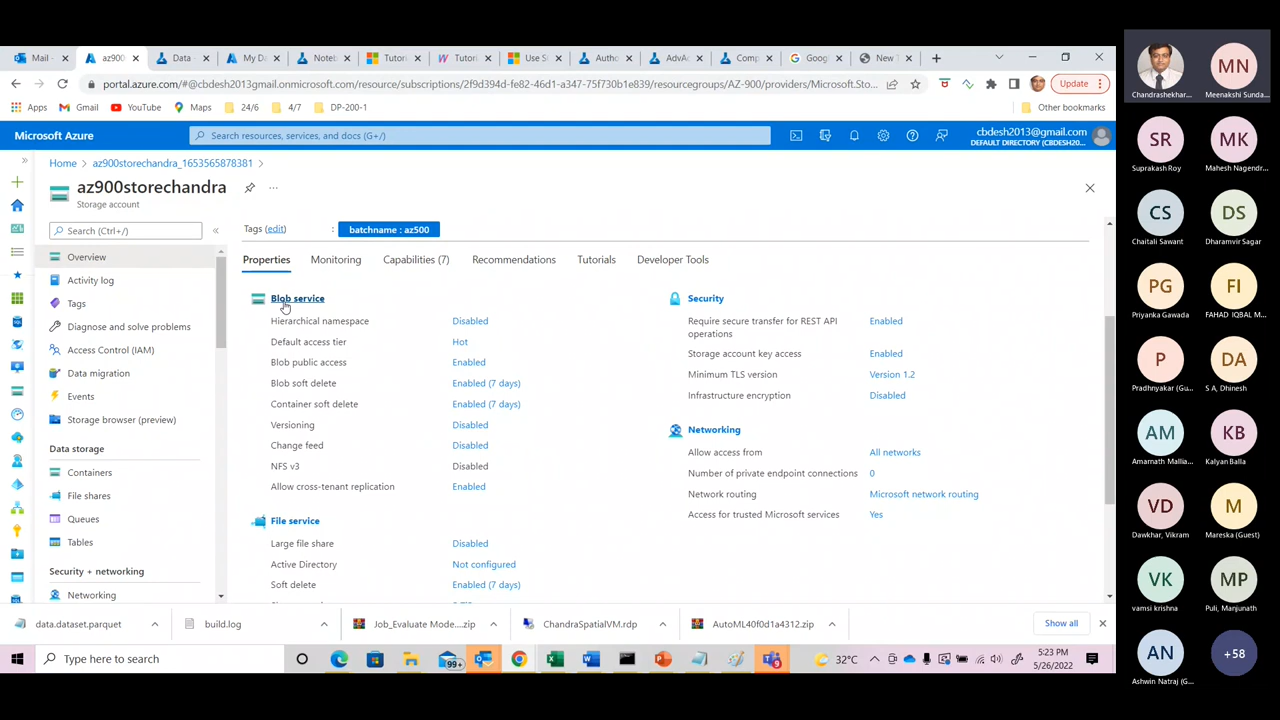 Mail -
az900
Data
My Da
Noteb
Tutori
Tutori
Use S
Autho
AdvA
Comp
Goog
New T
portal.azure.com/#@cbdesh2013gmail.onmicrosoft.com/resource/subscriptions/2f9d394d-fe82-46d1-a347-75f730b1e839/resourcegroups/AZ-900/providers/Microsoft.Sto...
Update
Apps
Gmail
YouTube
Maps
24/6
4/7
DP-200-1
Other bookmarks
Microsoft Azure
Search resources, services, and docs (G+/)
cbdesh2013@gmail.com
DEFAULT DIRECTORY (CBDESH20...
Home > az900storechandra_1653565878381 >
az900storechandra
Storage account
Search (Ctrl+/)
Overview
Activity log
Tags
Diagnose and solve problems
Access Control (IAM)
Data migration
Events
Storage browser (preview)
Data storage
Containers
File shares
Queues
Tables
Security + networking
Networking
Tags (edit) : batchname : az500
Properties Monitoring Capabilities (7) Recommendations Tutorials Developer Tools
Blob service
Hierarchical namespace Disabled
Default access tier Hot
Blob public access Enabled
Blob soft delete Enabled (7 days)
Container soft delete Enabled (7 days)
Versioning Disabled
Change feed Disabled
NFS v3 Disabled
Allow cross-tenant replication Enabled
File service
Large file share Disabled
Active Directory Not configured
Soft delete Enabled (7 days)
Security
Require secure transfer for REST API Enabled
operations
Storage account key access Enabled
Minimum TLS version Version 1.2
Infrastructure encryption Disabled
Networking
Allow access from All networks
Number of private endpoint connections 0
Network routing Microsoft network routing
Access for trusted Microsoft services Yes
data.dataset.parquet
build.log
Job_Evaluate Mode....zip
ChandraSpatialVM.rdp
AutoML40f0d1a4312.zip
Show all
Type here to search
99+
9
32°C
5:23 PM
5/26/2022
Chandrashekhar...
MN
Meenakshi Sunda...
SR
Suprakash Roy
MK
Mahesh Nagendr...
CS
Chaitali Sawant
DS
Dharamvir Sagar
PG
Priyanka Gawada
FI
FAHAD IQBAL M...
P
Pradhnyakar (Gu...
DA
S A, Dhinesh
AM
Amarnath Mallia...
KB
Kalyan Balla
VD
Dawkhar, Vikram
M
Mareska (Guest)
VK
vamsi krishna
MP
Puli, Manjunath
AN
Ashwin Natraj (G...
+58